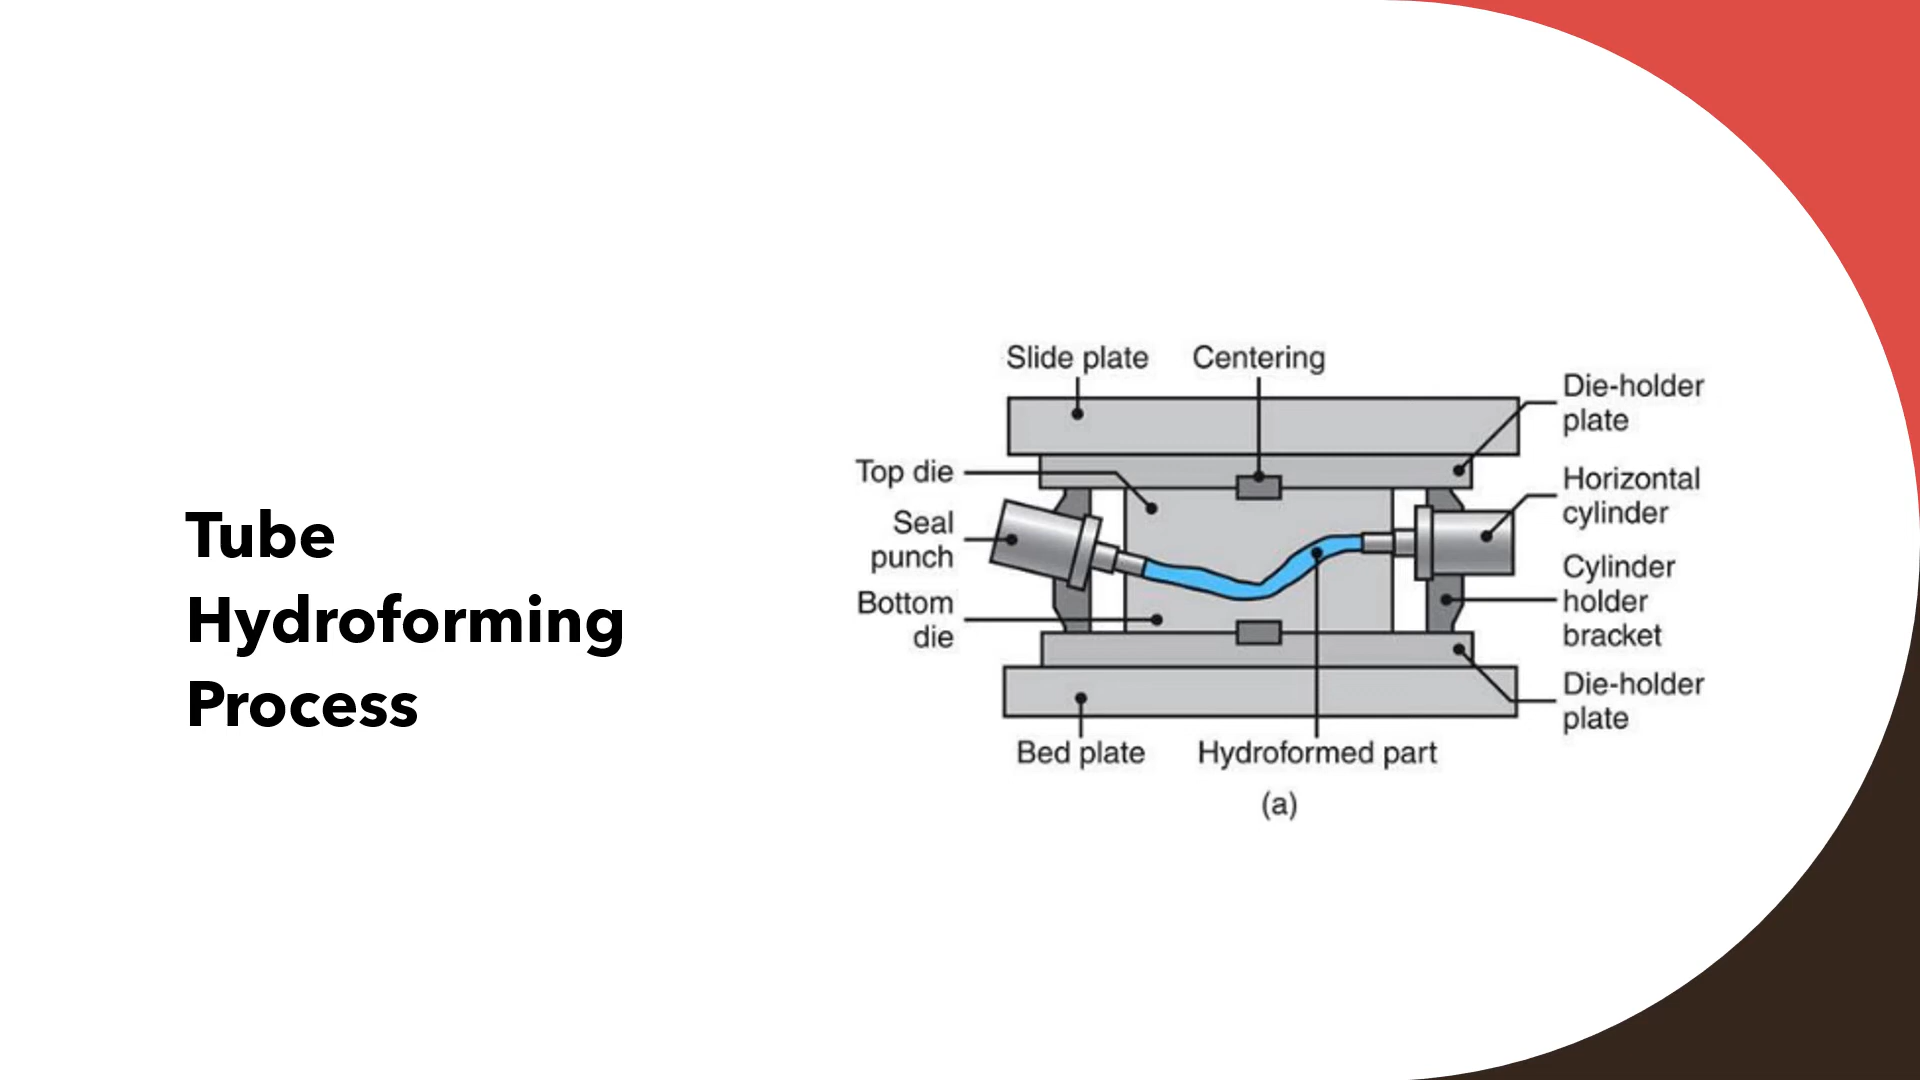 Tube
Hydroforming
Process
Slide plate
Centering
Die-holder
plate
Top die
Horizontal
cylinder
Seal
punch
Cylinder
holder
bracket
Bottom
die
Die-holder
plate
Bed plate
Hydroformed part
(a)